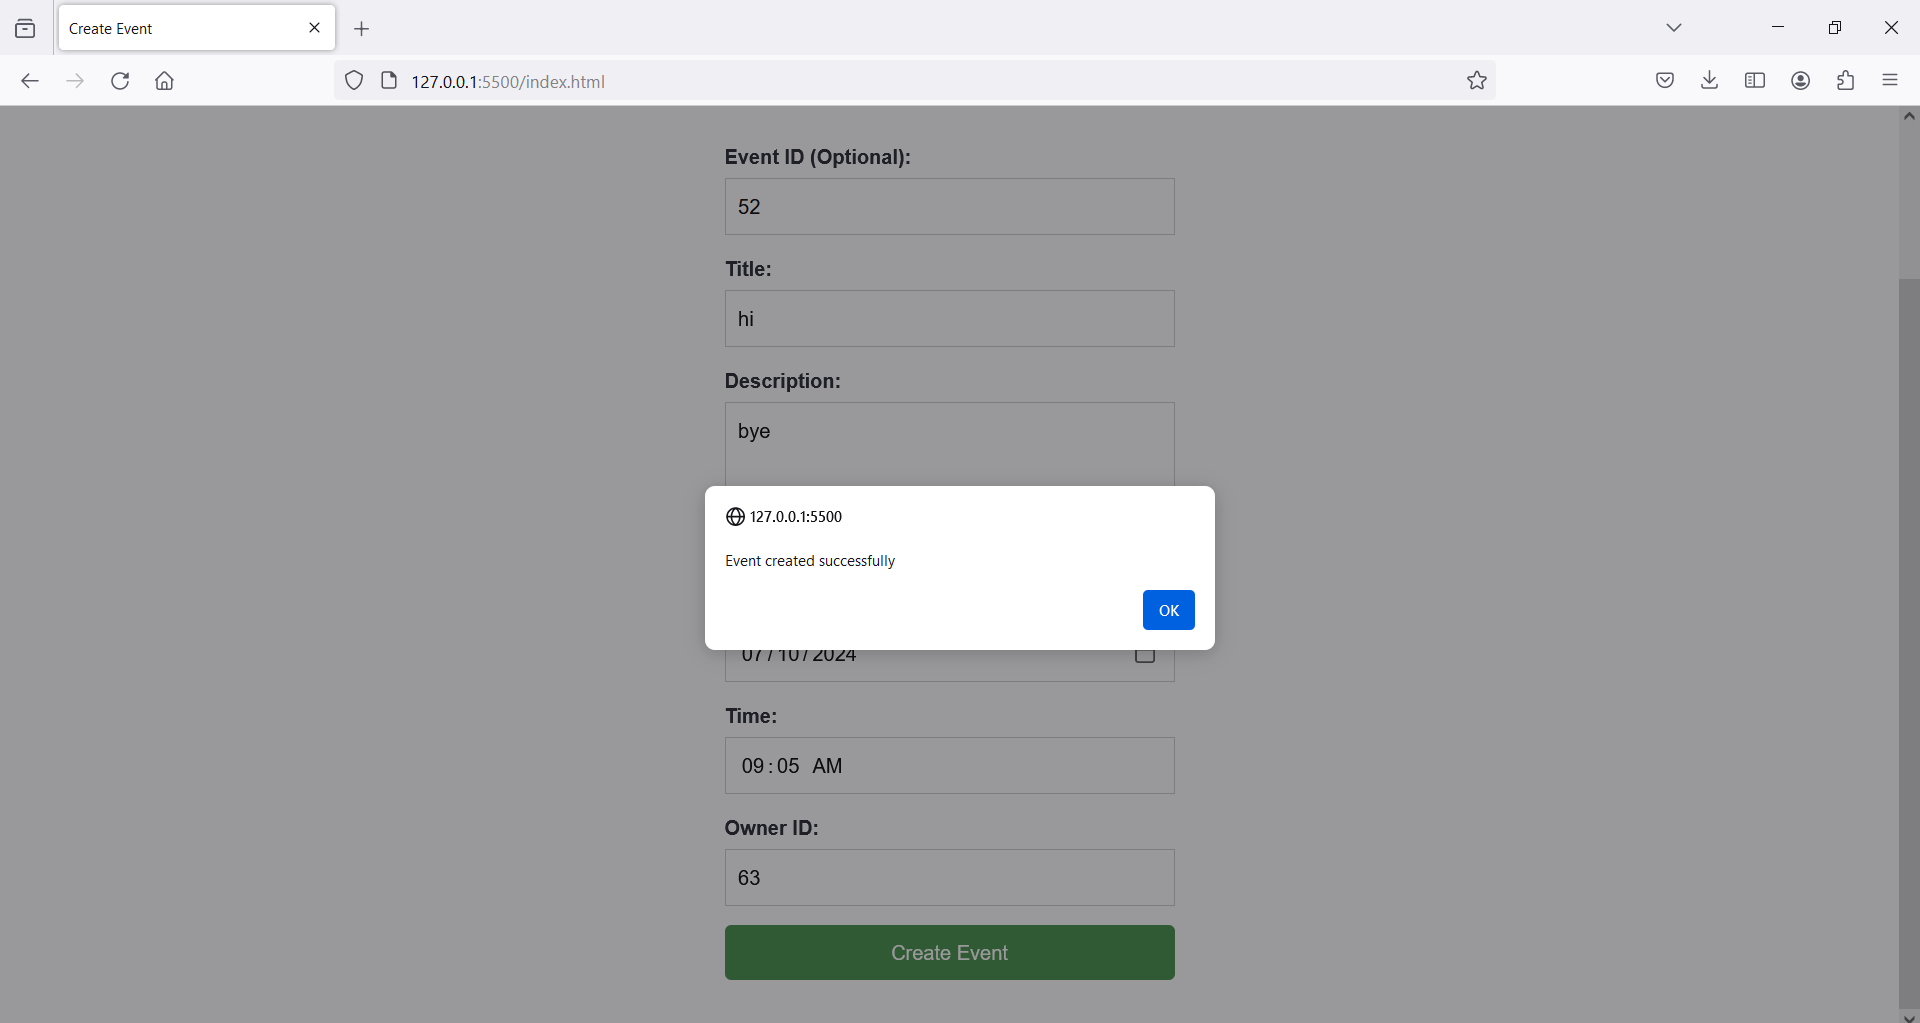 Create Event
127.0.0.1:5500/index.html
Event ID (Optional):
52
Title:
hi
Description:
bye
127.0.0.1:5500
Event created successfully
OK
07/10/2024
Time:
09:05 AM
Owner ID:
63
Create Event